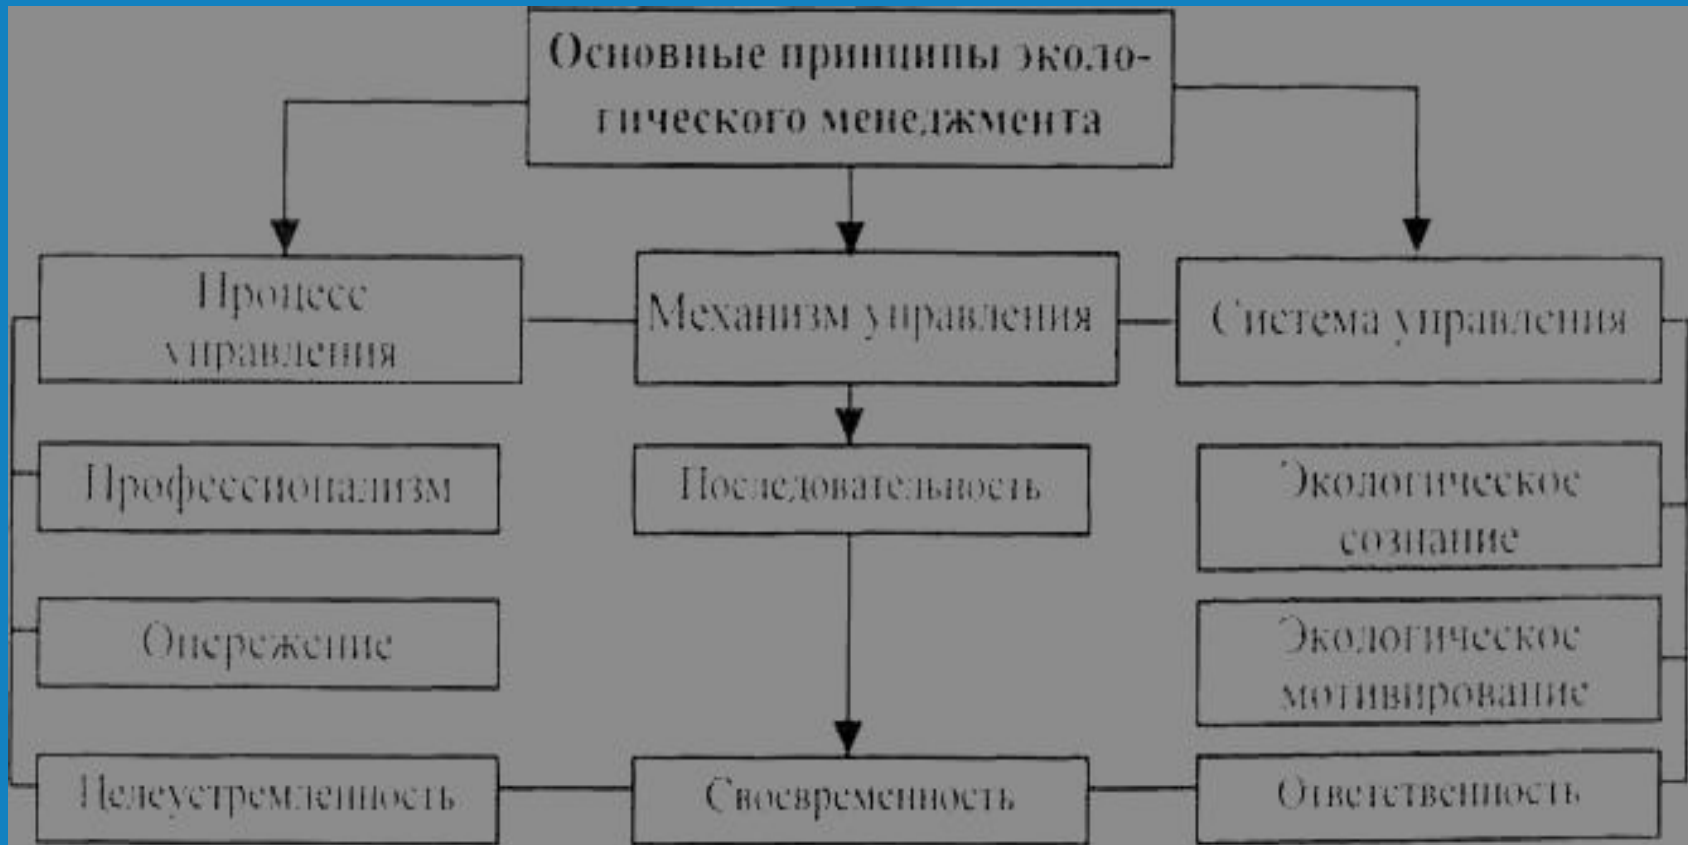 Основные принципы эколо-
гического менеджмента
Процесс
управления
Механизм управления
Система управления
Профессионализм
Последовательность
Экологическое
сознание
Опережение
Экологическое
мотивирование
Целеустремленность
Своевременность
Ответственность